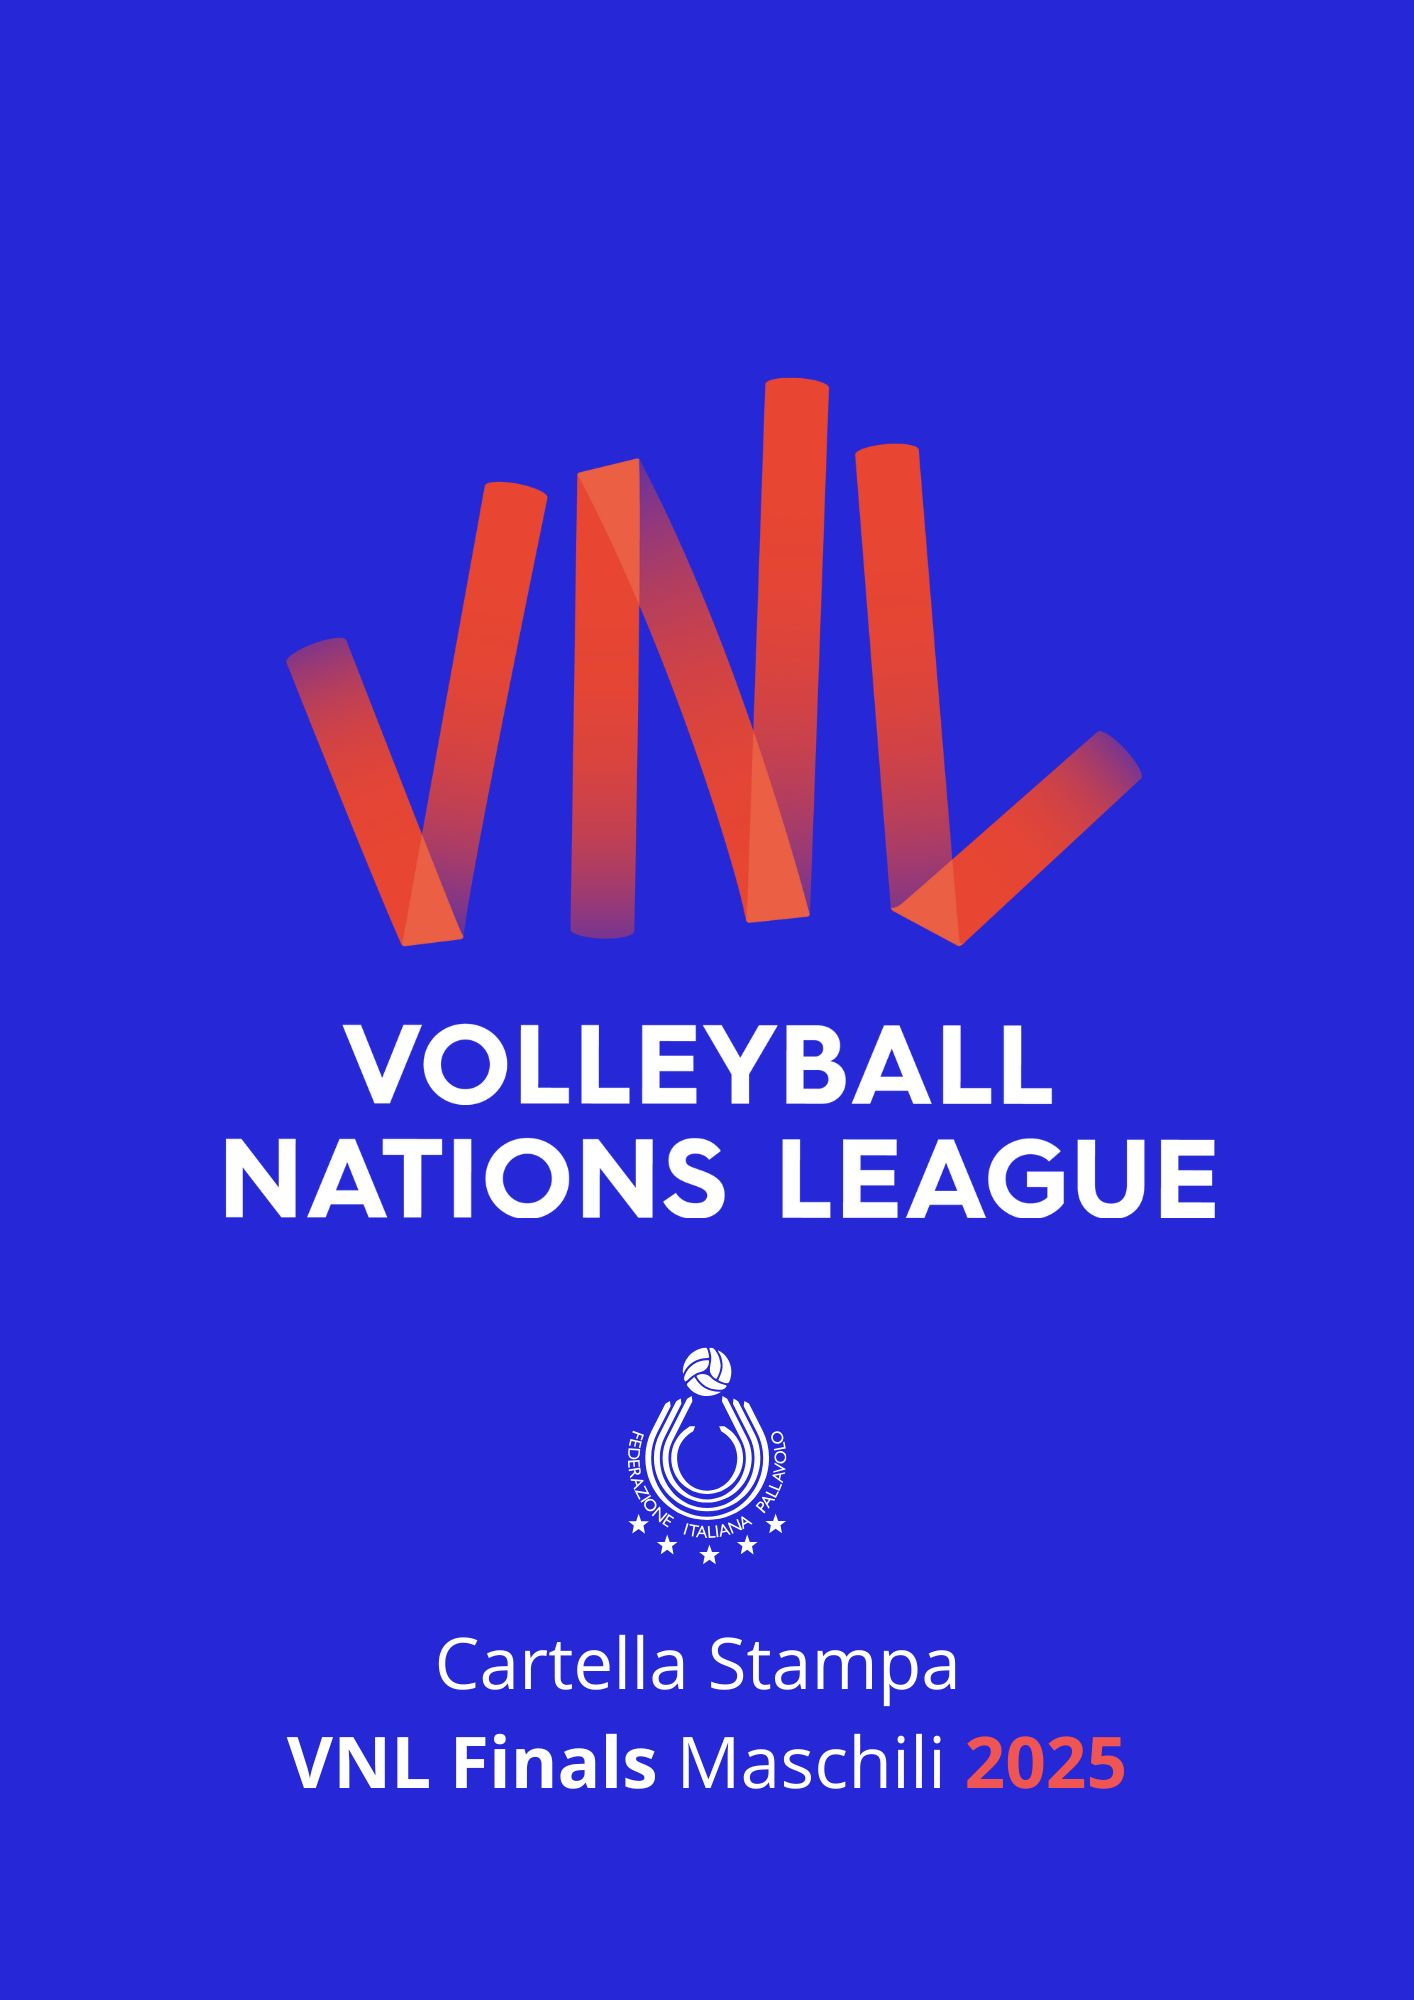 VNL
VOLLEYBALL
NATIONS LEAGUE
FEDERAZIONE ITALIANA PALLAVOLO
Cartella Stampa
VNL Finals Maschili 2025